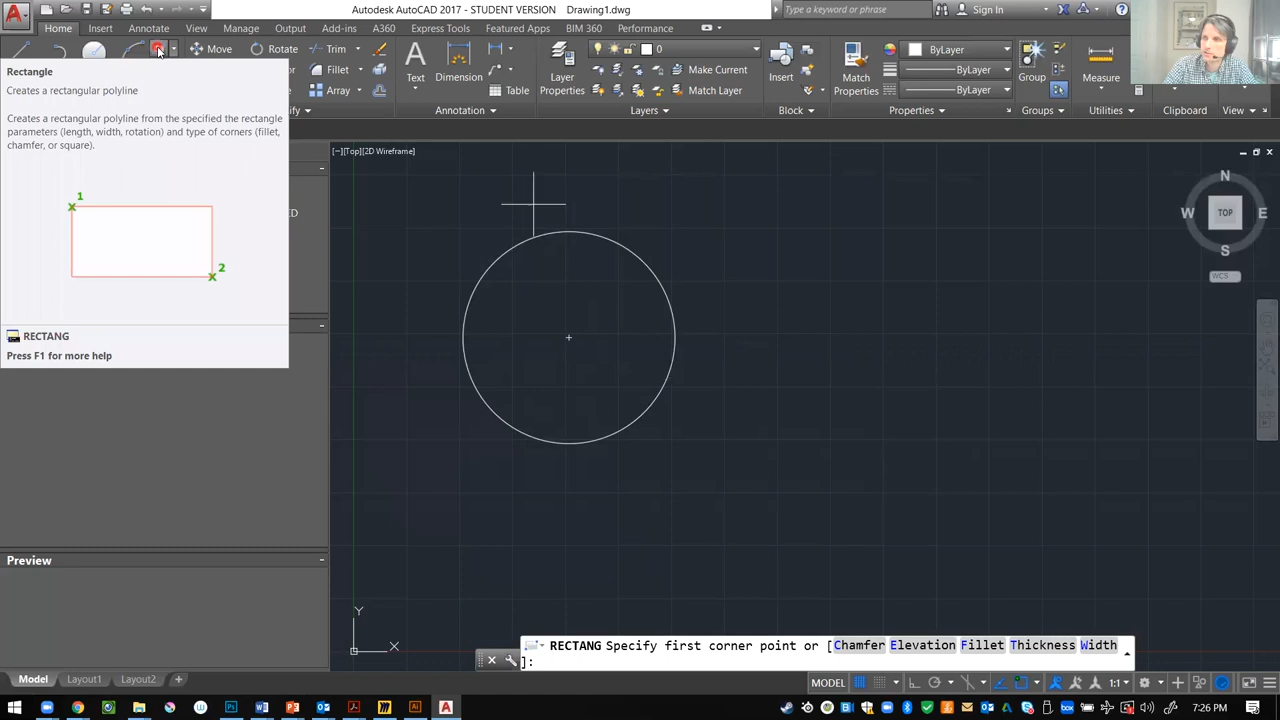 Autodesk AutoCAD 2017 - STUDENT VERSION Drawing1.dwg
Type a keyword or phrase
Sign In
Home Insert Annotate View Manage Output Add-ins A360 Express Tools Featured Apps BIM 360 Performance
Move Rotate Trim
Fillet
Array
Text Dimension
Table
Layer
Properties
0
Make Current
Match Layer
Insert
Match
Properties
ByLayer
ByLayer
ByLayer
Group
Measure
Annotation Layers Block Properties Groups Utilities Clipboard View
Rectangle
Creates a rectangular polyline
Creates a rectangular polyline from the specified the rectangle
parameters (length, width, rotation) and type of corners (fillet,
chamfer, or square).
1
2
RECTANG
Press F1 for more help
[−][Top][2D Wireframe]
N
W TOP E
S
WCS
Preview
Y
X
RECTANG Specify first corner point or [Chamfer Elevation Fillet Thickness Width
]:
Model Layout1 Layout2 +
MODEL 1:1
7:26 PM